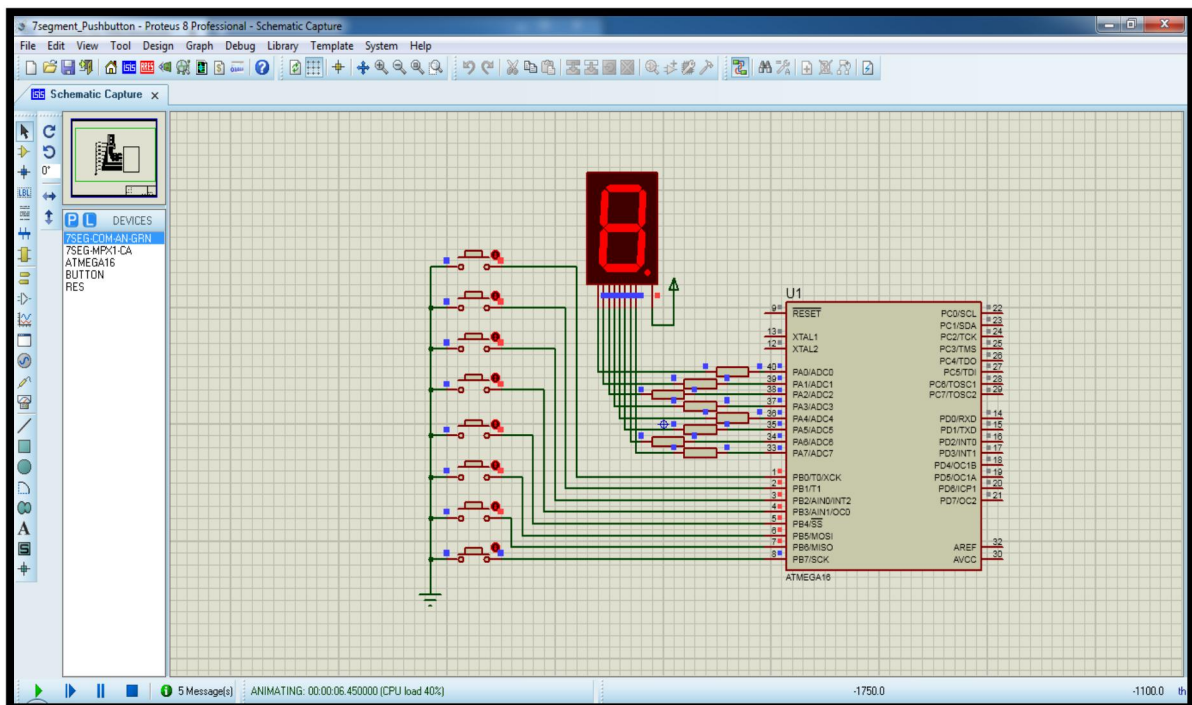 7segment_Pushbutton - Proteus 8 Professional - Schematic Capture
File Edit View Tool Design Graph Debug Library Template System Help
Schematic Capture x
0°
LBL
P L DEVICES
7SEG-COM-AN-GRN
7SEG-MPX1-CA
ATMEGA16
BUTTON
RES
A
S
8
U1
9 RESET
13 XTAL1
12 XTAL2
40 PA0/ADC0
39 PA1/ADC1
38 PA2/ADC2
37 PA3/ADC3
36 PA4/ADC4
35 PA5/ADC5
34 PA6/ADC6
33 PA7/ADC7
1 PB0/T0/XCK
2 PB1/T1
3 PB2/AIN0/INT2
4 PB3/AIN1/OC0
5 PB4/SS
6 PB5/MOSI
7 PB6/MISO
8 PB7/SCK
PC0/SCL 22
PC1/SDA 23
PC2/TCK 24
PC3/TMS 25
PC4/TDO 26
PC5/TDI 27
PC6/TOSC1 28
PC7/TOSC2 29
PD0/RXD 14
PD1/TXD 15
PD2/INT0 16
PD3/INT1 17
PD4/OC1B 18
PD5/OC1A 19
PD6/ICP1 20
PD7/OC2 21
AREF 32
AVCC 30
ATMEGA16
5 Message(s) ANIMATING: 00:00:06.450000 (CPU load 40%) -1750.0 -1100.0 th